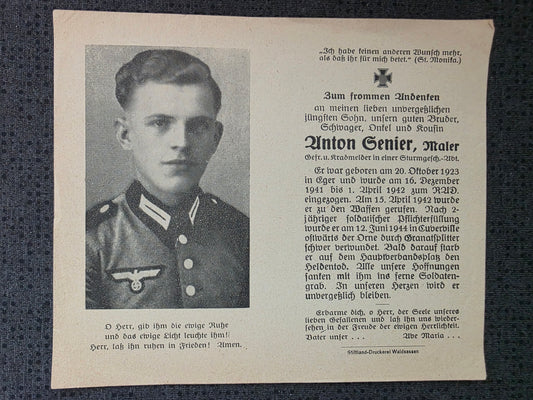 O Herr, gib ihm die ewige Ruhe
und das ewige Licht leuchte ihm!
Herr, laß ihn ruhen in Frieden! Amen.
„Ich habe keinen anderen Wunsch mehr,
als daß ihr für mich betet.“ (St. Monika.)
Zum frommen Andenken
an meinen lieben unvergeßlichen
jüngsten Sohn, unsern guten Bruder,
Schwager, Onkel und Kousin
Anton Senier, Maler
Gefr. u. Kradmelder in einer Sturmgesch.-Abt.
Er war geboren am 20. Oktober 1923
in Eger und wurde am 16. Dezember
1941 bis 1. April 1942 zum RAD.
eingezogen. Am 15. April 1942 wurde
er zu den Waffen gerufen. Nach 2-
jähriger soldatischer Pflichterfüllung
wurde er am 12. Juni 1944 in Cuverville
ostwärts der Orne durch Granatsplitter
schwer verwundet. Bald darauf starb
er auf dem Hauptverbandsplatz den
Heldentod. Alle unsere Hoffnungen
sanken mit ihm ins ferne Soldaten-
grab. In unseren Herzen wird er
unvergeßlich bleiben.
Erbarme dich, o Herr, der Seele unseres
lieben Gefallenen und laß ihn uns wieder-
sehen in der Freude der ewigen Herrlichkeit.
Vater unser . . . Ave Maria . . .
Stiftland-Druckerei Waldsassen